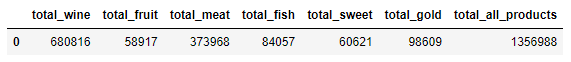 total_wine total_fruit total_meat total_fish total_sweet total_gold total_all_products
0 680816 58917 373968 84057 60621 98609 1356988